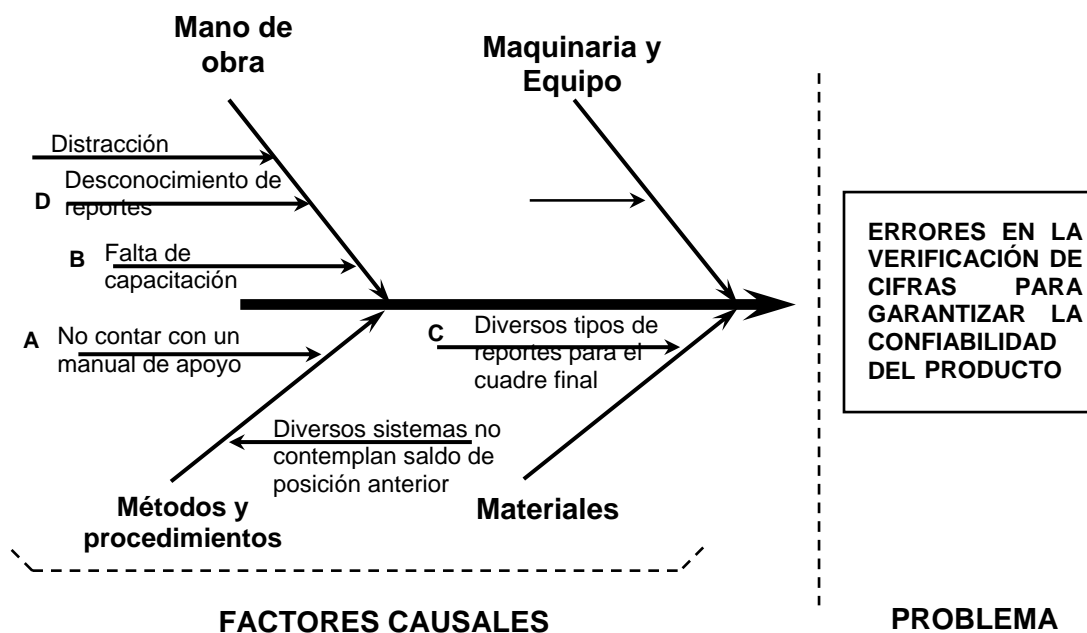 Mano de
obra
Maquinaria y
Equipo
Distracción
D
Desconocimiento de
reportes
B
Falta de
capacitación
A
No contar con un
manual de apoyo
C
Diversos tipos de
reportes para el
cuadre final
Diversos sistemas no
contemplan saldo de
posición anterior
Métodos y
procedimientos
Materiales
ERRORES EN LA
VERIFICACIÓN DE
CIFRAS PARA
GARANTIZAR LA
CONFIABILIDAD
DEL PRODUCTO
FACTORES CAUSALES
PROBLEMA